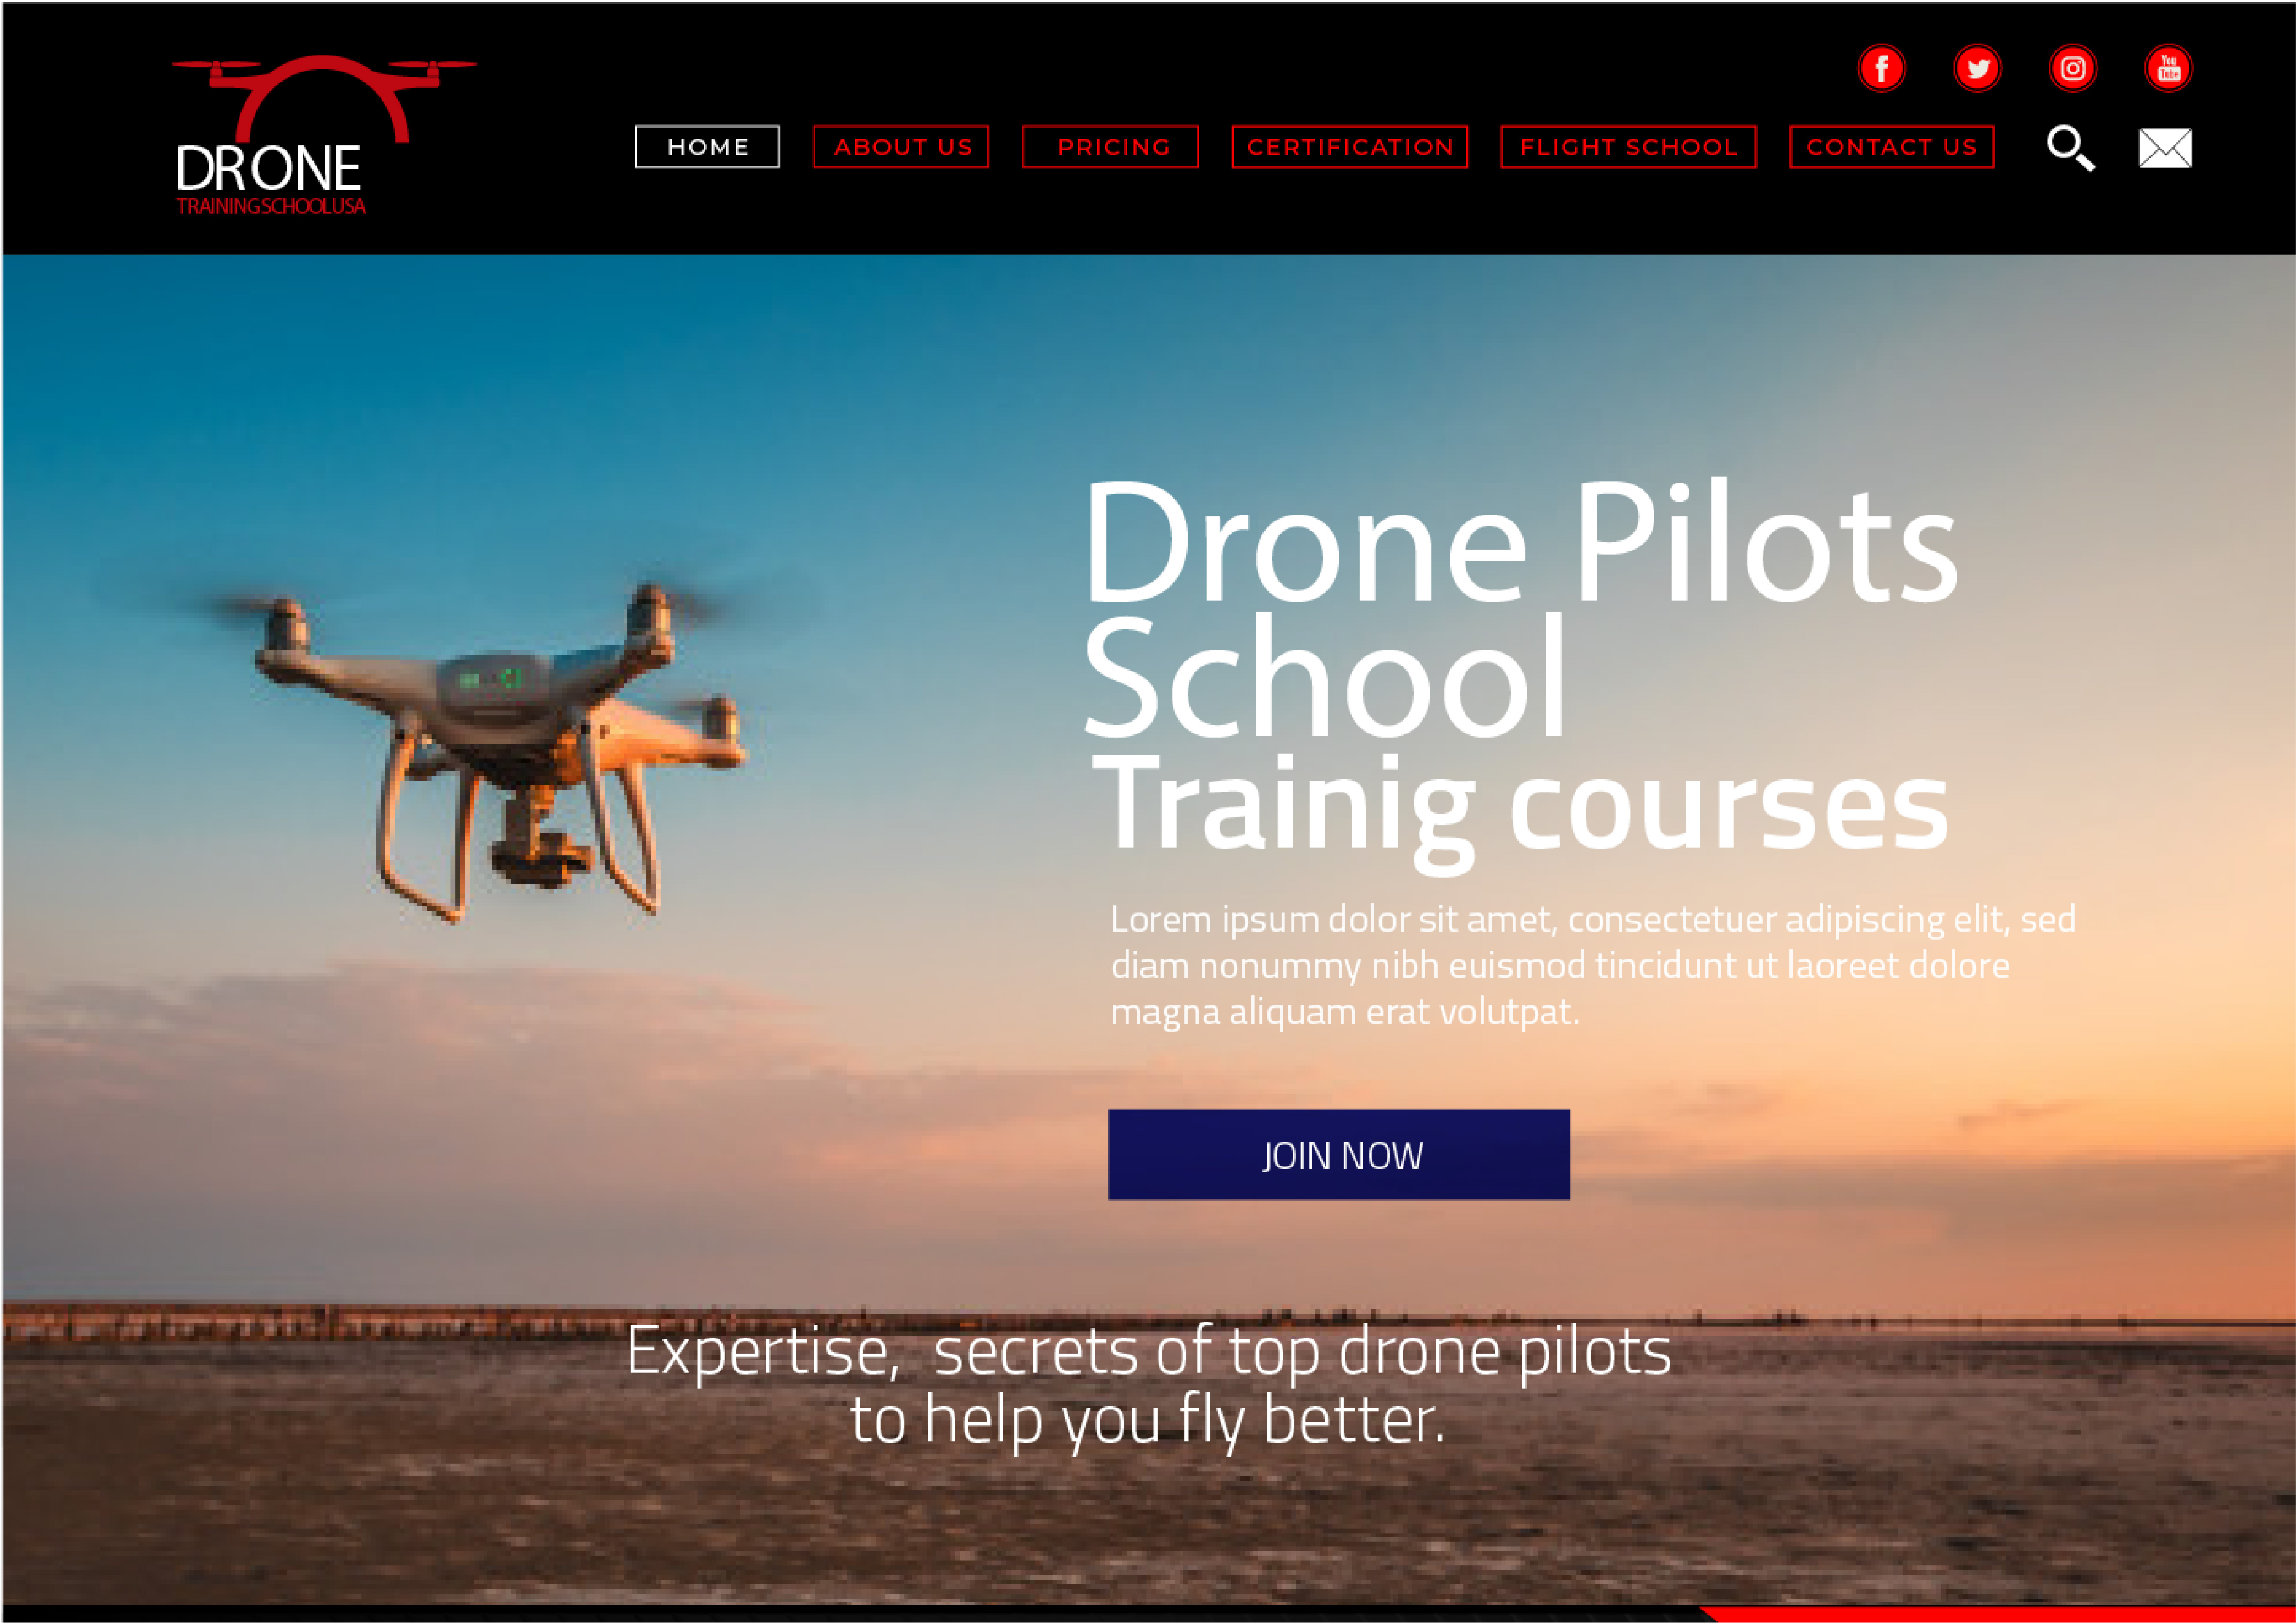 DRONE
TRAININGSCHOOLUSA
You
Tube
HOME
ABOUT US
PRICING
CERTIFICATION
FLIGHT SCHOOL
CONTACT US
Drone Pilots
School
Trainig courses
Lorem ipsum dolor sit amet, consectetuer adipiscing elit, sed
diam nonummy nibh euismod tincidunt ut laoreet dolore
magna aliquam erat volutpat.
JOIN NOW
Expertise, secrets of top drone pilots
to help you fly better.